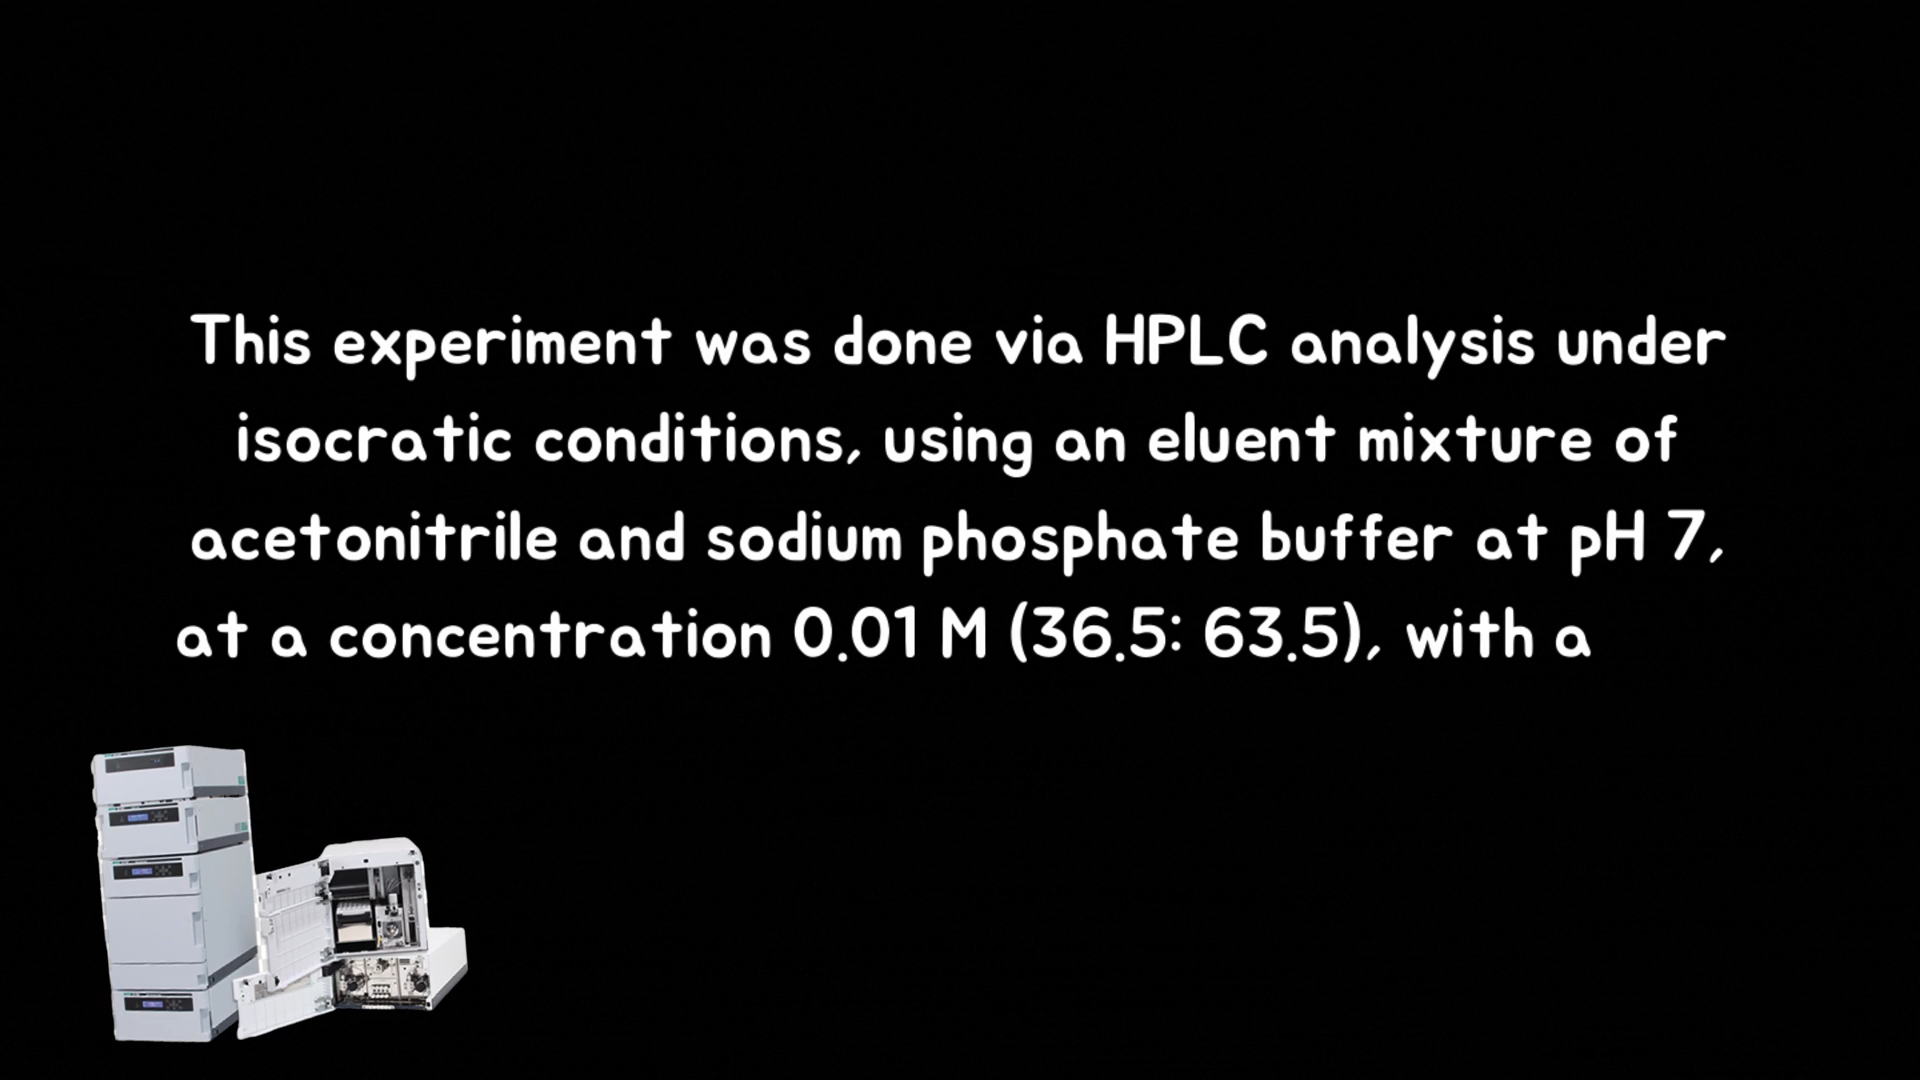 This experiment was done via HPLC analysis under
isocratic conditions, using an eluent mixture of
acetonitrile and sodium phosphate buffer at pH 7,
at a concentration 0.01 M (36.5: 63.5), with a